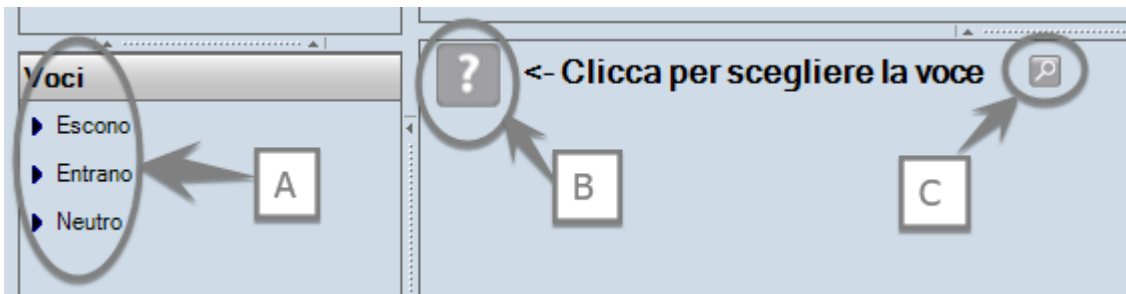 Voci
Escono
Entrano
Neutro
A
? <- Clicca per scegliere la voce
B
C